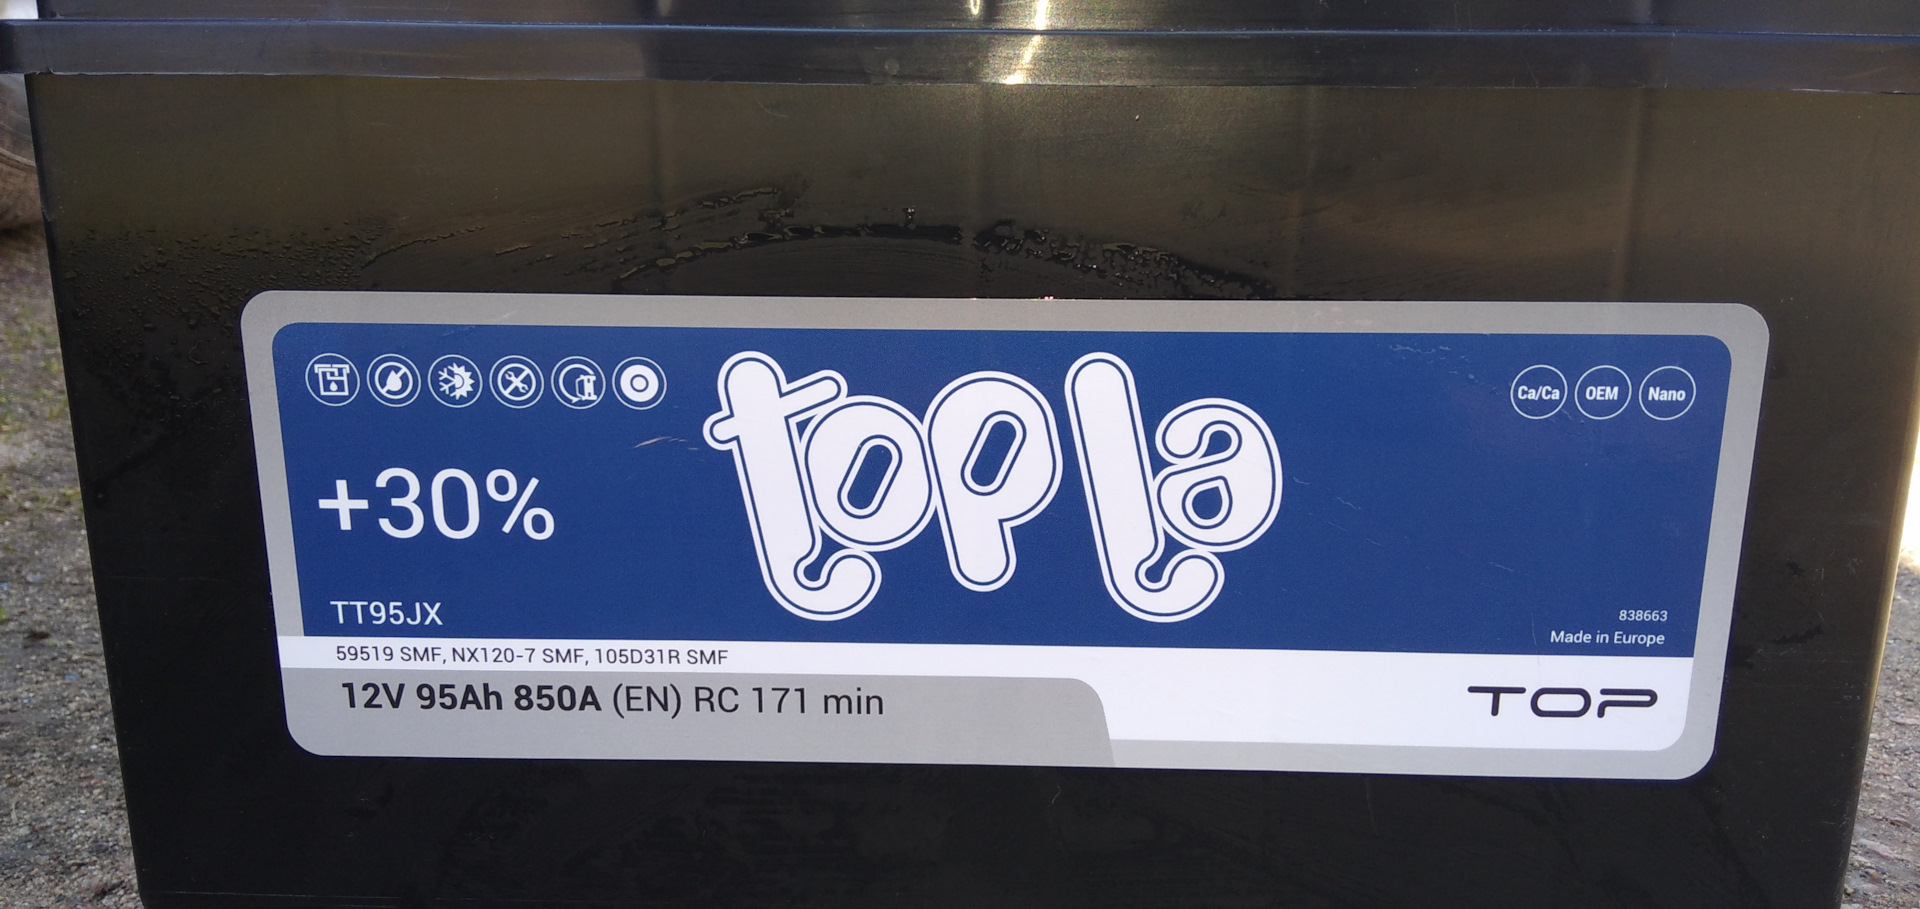 topla
Ca/Ca OEM Nano
+30%
TT95JX
838663
Made in Europe
59519 SMF, NX120-7 SMF, 105D31R SMF
12V 95Ah 850A (EN) RC 171 min
TOP